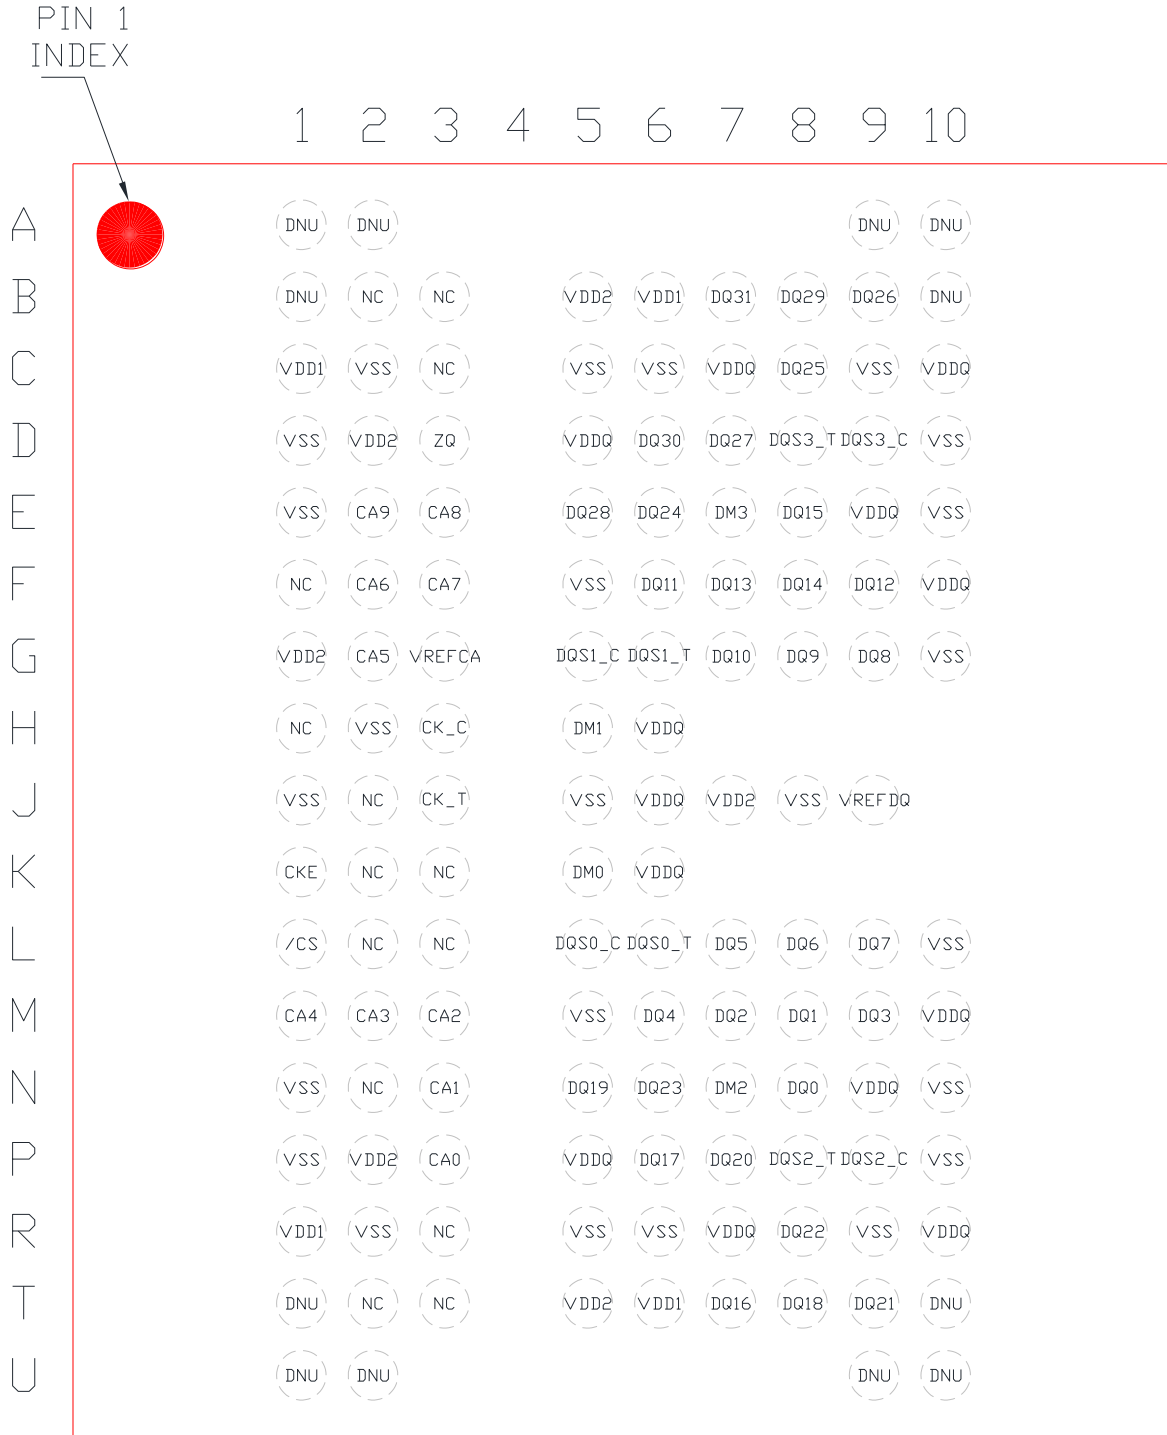 PIN 1
INDEX
1 2 3 4 5 6 7 8 9 10
A DNU DNU DNU DNU
B DNU NC NC VDD2 VDD1 DQ31 DQ29 DQ26 DNU
C VDD1 VSS NC VSS VSS VDDQ DQ25 VSS VDDQ
D VSS VDD2 ZQ VDDQ DQ30 DQ27 DQS3_T DQS3_C VSS
E VSS CA9 CA8 DQ28 DQ24 DM3 DQ15 VDDQ VSS
F NC CA6 CA7 VSS DQ11 DQ13 DQ14 DQ12 VDDQ
G VDD2 CA5 VREFCA DQS1_C DQS1_T DQ10 DQ9 DQ8 VSS
H NC VSS CK_C DM1 VDDQ
J VSS NC CK_T VSS VDDQ VDD2 VSS VREFDQ
K CKE NC NC DM0 VDDQ
L /CS NC NC DQS0_C DQS0_T DQ5 DQ6 DQ7 VSS
M CA4 CA3 CA2 VSS DQ4 DQ2 DQ1 DQ3 VDDQ
N VSS NC CA1 DQ19 DQ23 DM2 DQ0 VDDQ VSS
P VSS VDD2 CA0 VDDQ DQ17 DQ20 DQS2_T DQS2_C VSS
R VDD1 VSS NC VSS VSS VDDQ DQ22 VSS VDDQ
T DNU NC NC VDD2 VDD1 DQ16 DQ18 DQ21 DNU
U DNU DNU DNU DNU